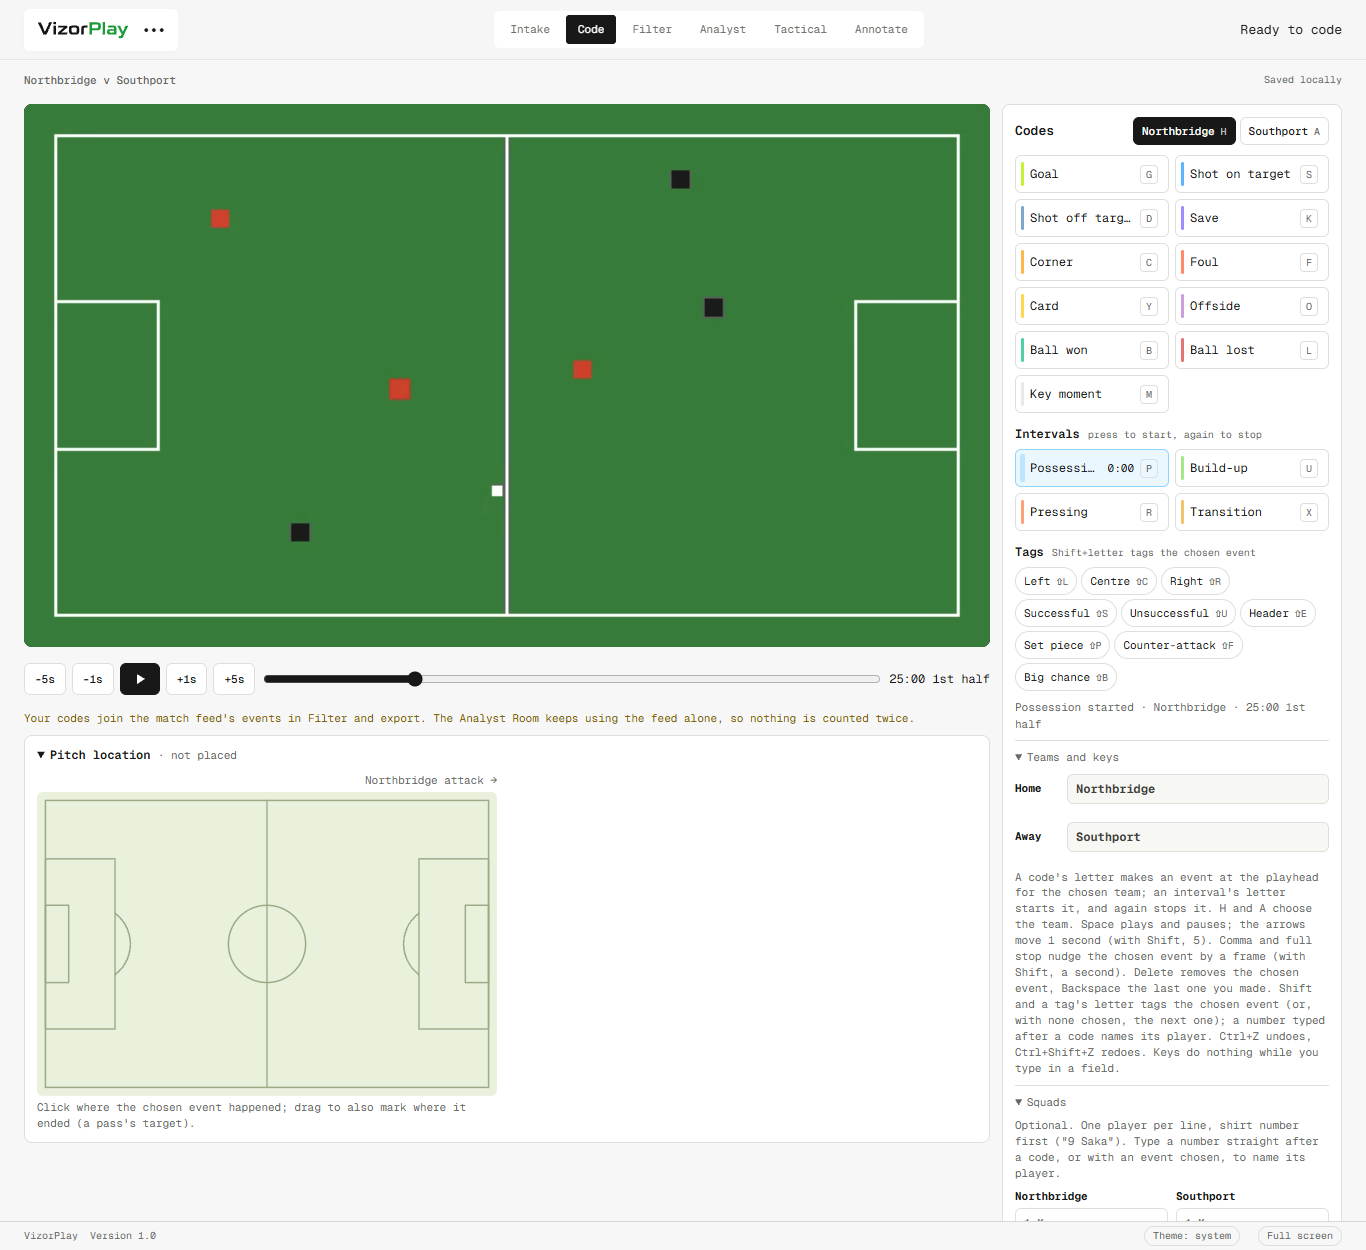 VizorPlay •••
Intake Code Filter Analyst Tactical Annotate
Ready to code
Northbridge v Southport
Saved locally
Codes Northbridge H Southport A
Goal G Shot on target S
Shot off targ… D Save K
Corner C Foul F
Card Y Offside O
Ball won B Ball lost L
Key moment M
Intervals press to start, again to stop
Possessi… 0:00 P Build-up U
Pressing R Transition X
Tags Shift+letter tags the chosen event
Left ⇧L Centre ⇧C Right ⇧R
Successful ⇧S Unsuccessful ⇧U Header ⇧E
Set piece ⇧P Counter-attack ⇧F
Big chance ⇧B
Possession started · Northbridge · 25:00 1st
half
-5s -1s +1s +5s 25:00 1st half
Your codes join the match feed's events in Filter and export. The Analyst Room keeps using the feed alone, so nothing is counted twice.
▼ Pitch location · not placed
Northbridge attack →
Click where the chosen event happened; drag to also mark where it
ended (a pass's target).
▼ Teams and keys
Home Northbridge
Away Southport
A code's letter makes an event at the playhead
for the chosen team; an interval's letter
starts it, and again stops it. H and A choose
the team. Space plays and pauses; the arrows
move 1 second (with Shift, 5). Comma and full
stop nudge the chosen event by a frame (with
Shift, a second). Delete removes the chosen
event, Backspace the last one you made. Shift
and a tag's letter tags the chosen event (or,
with none chosen, the next one); a number typed
after a code names its player. Ctrl+Z undoes,
Ctrl+Shift+Z redoes. Keys do nothing while you
type in a field.
▼ Squads
Optional. One player per line, shirt number
first ("9 Saka"). Type a number straight after
a code, or with an event chosen, to name its
player.
Northbridge Southport
VizorPlay Version 1.0
Theme: system Full screen